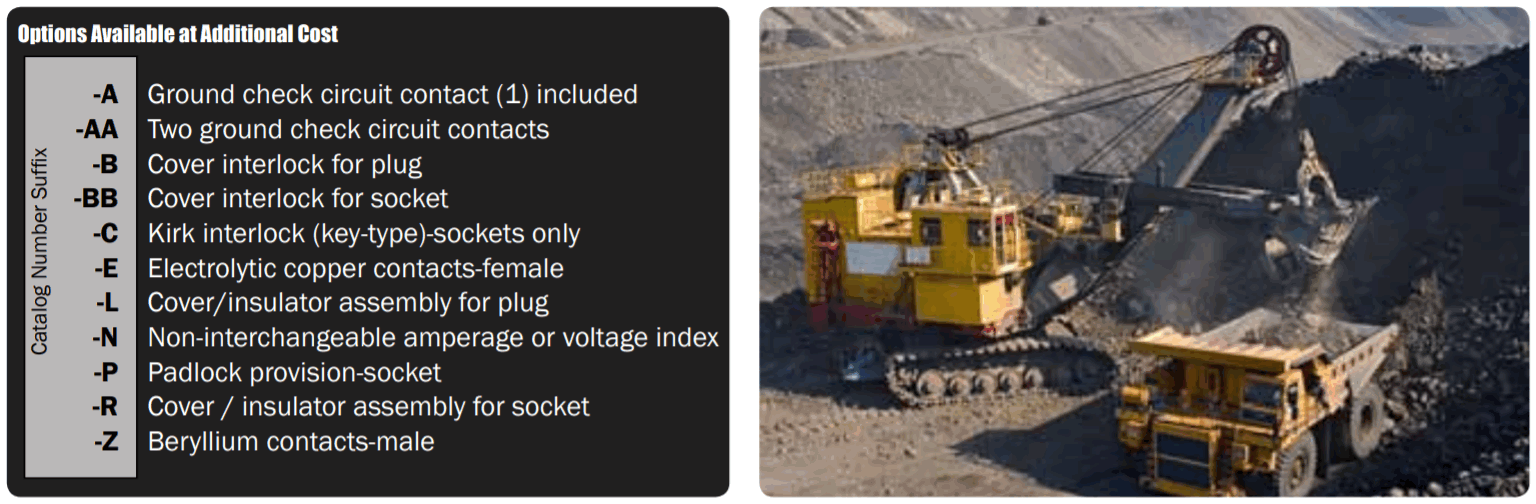 Options Available at Additional Cost
Catalog Number Suffix
-A Ground check circuit contact (1) included
-AA Two ground check circuit contacts
-B Cover interlock for plug
-BB Cover interlock for socket
-C Kirk interlock (key-type)-sockets only
-E Electrolytic copper contacts-female
-L Cover/insulator assembly for plug
-N Non-interchangeable amperage or voltage index
-P Padlock provision-socket
-R Cover / insulator assembly for socket
-Z Beryllium contacts-male